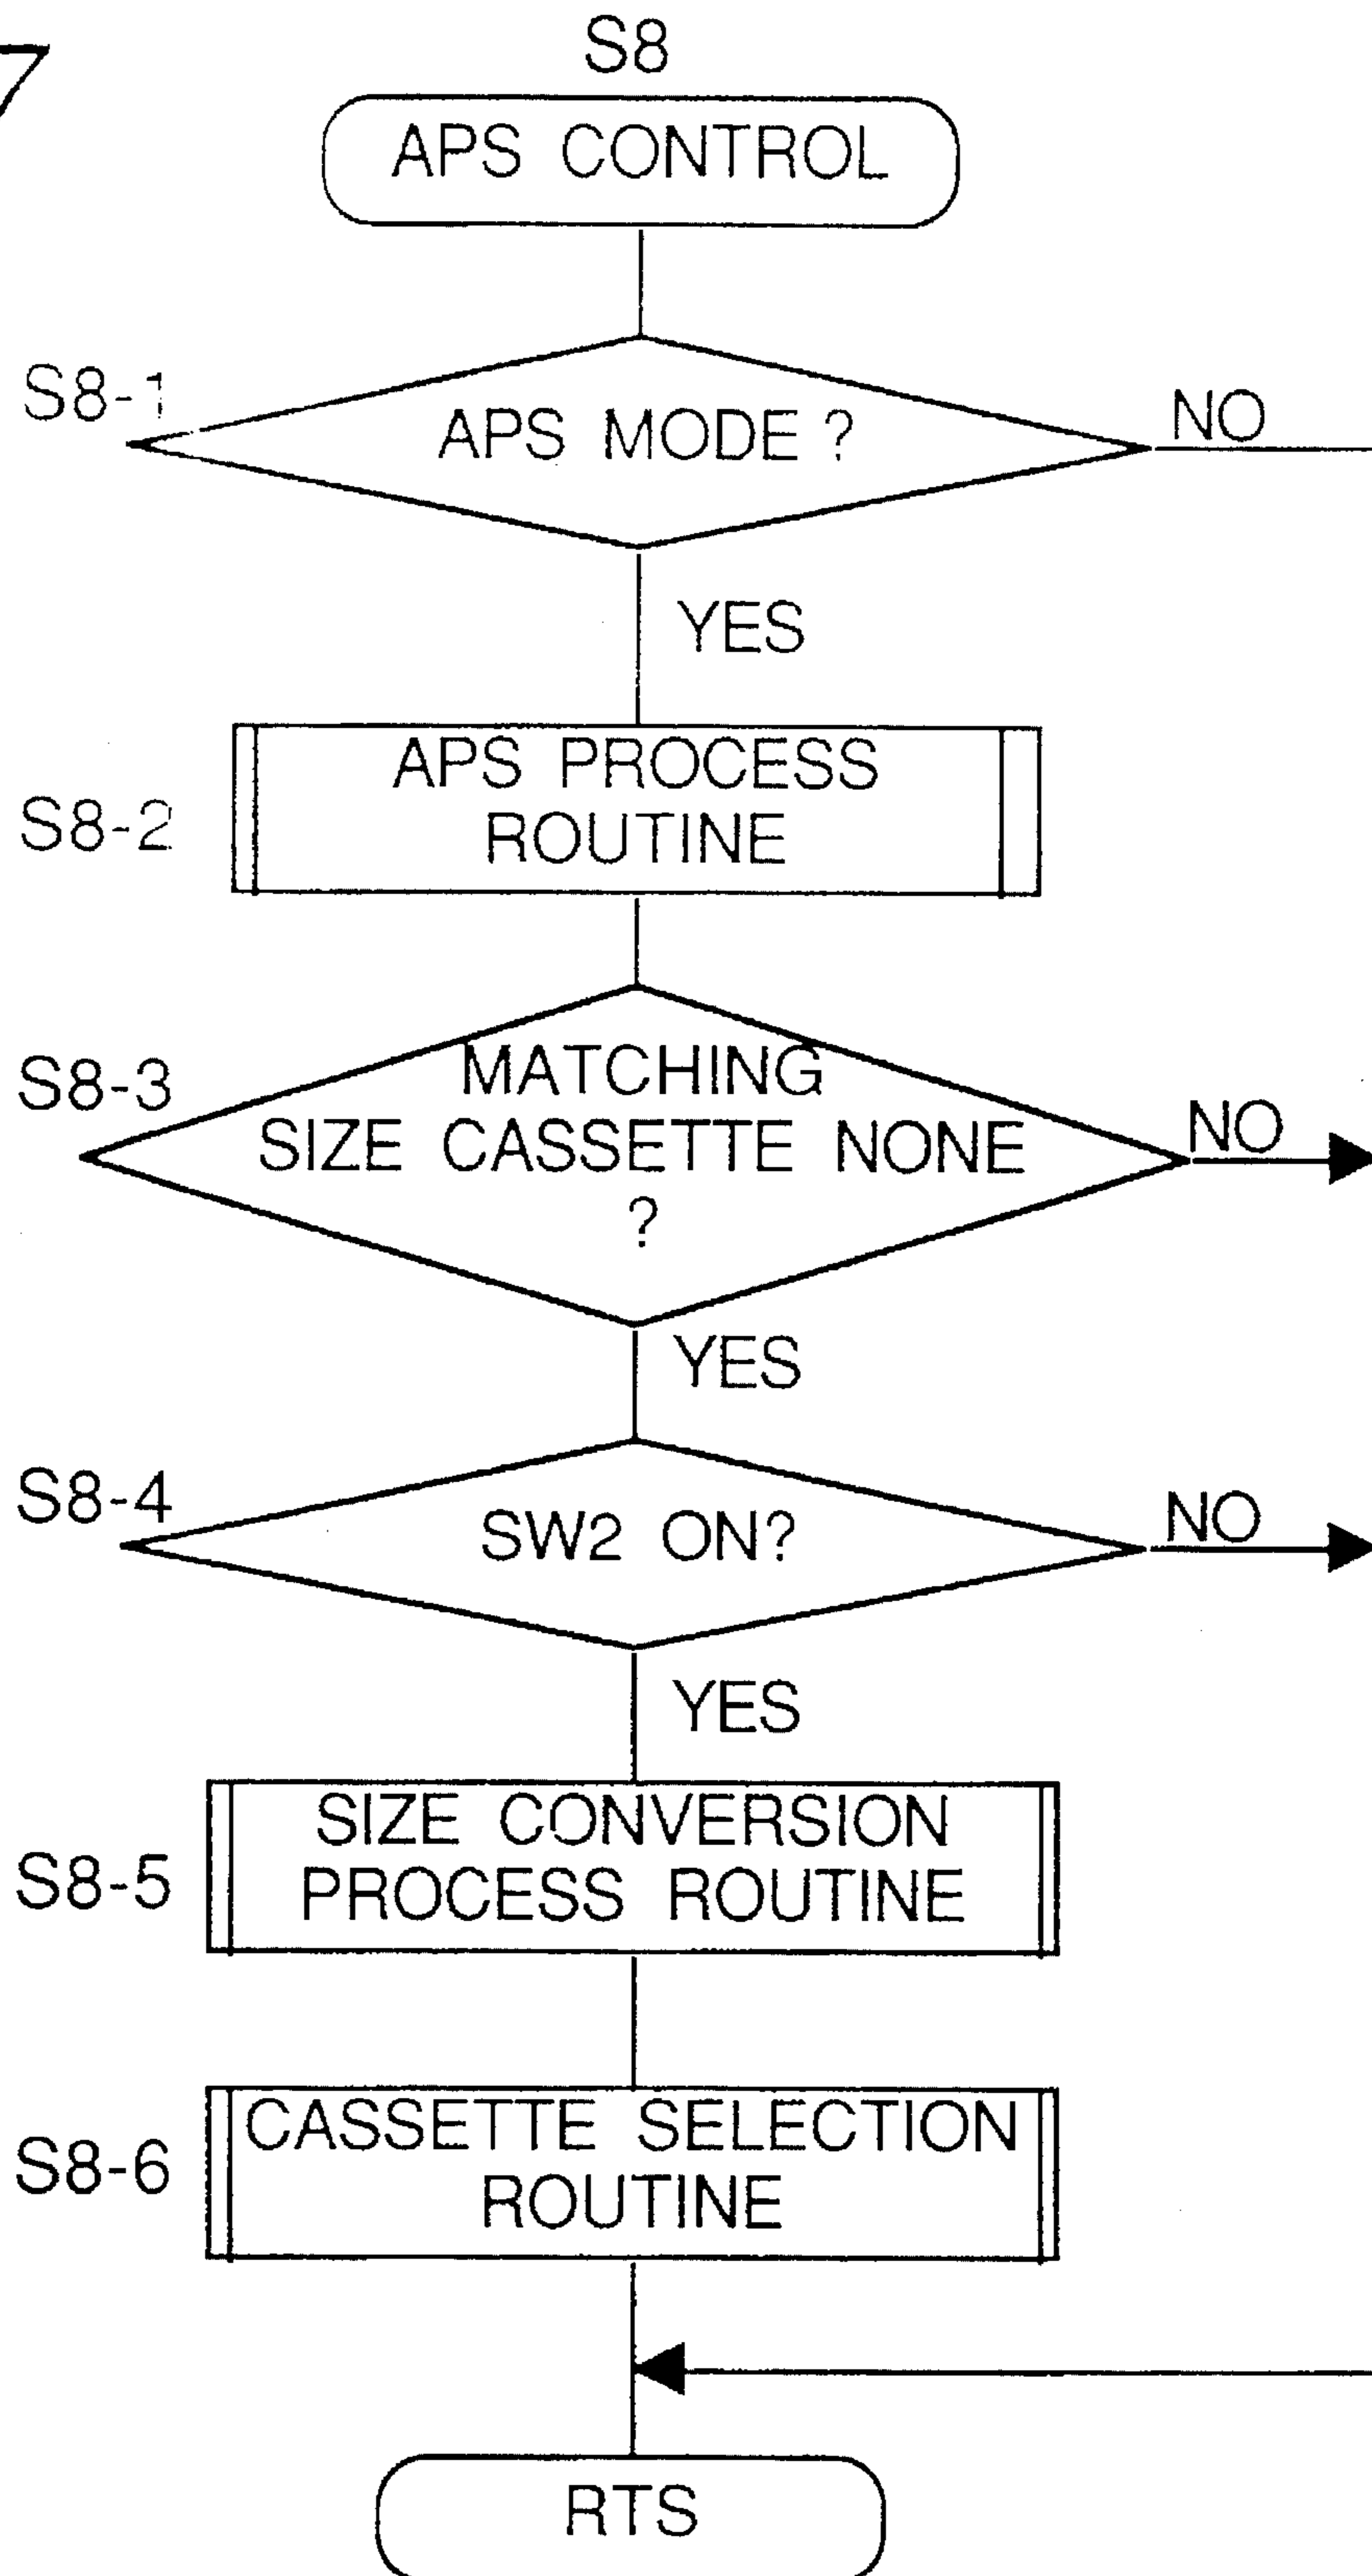 7
S8
APS CONTROL
S8-1
APS MODE ?
NO
YES
APS PROCESS
ROUTINE
S8-2
S8-3
MATCHING
SIZE CASSETTE NONE
?
NO
YES
S8-4
SW2 ON?
NO
YES
SIZE CONVERSION
PROCESS ROUTINE
S8-5
CASSETTE SELECTION
ROUTINE
S8-6
RTS